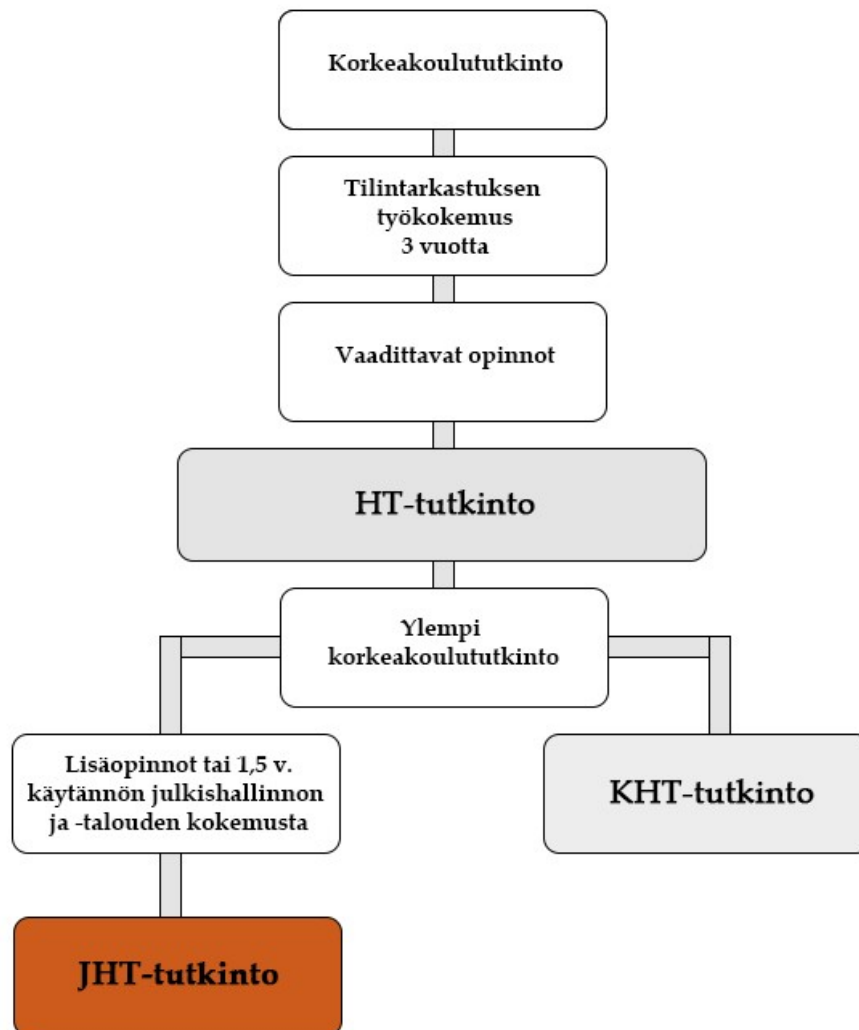 Korkeakoulututkinto
Tilintarkastuksen
työkokemus
3 vuotta
Vaadittavat opinnot
HT-tutkinto
Ylempi
korkeakoulututkinto
Lisäopinnot tai 1,5 v.
käytännön julkishallinnon
ja -talouden kokemusta
KHT-tutkinto
JHT-tutkinto